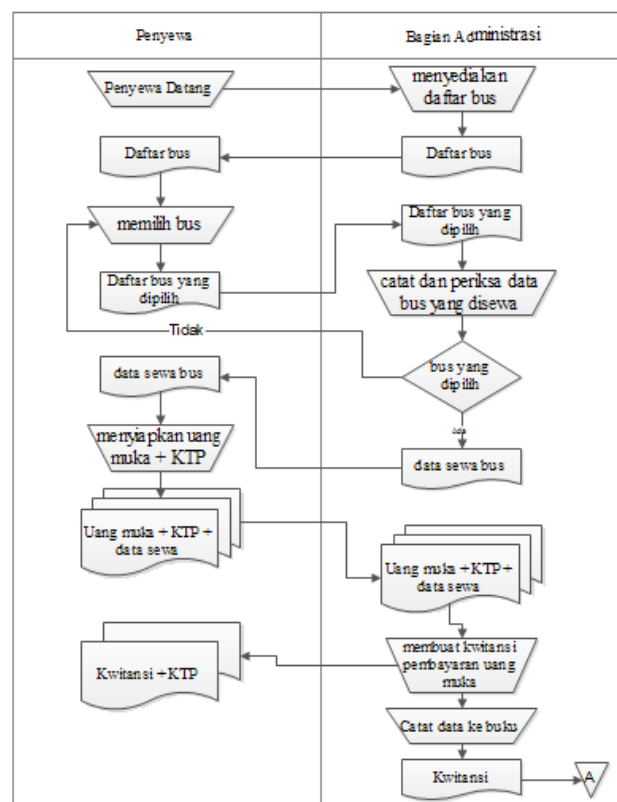 Penyewa
Bagian Administrasi
Penyewa Datang
menyediakan
daftar bus
Daftar bus
Daftar bus
memilih bus
Daftar bus yang
dipilih
Daftar bus yang
dipilih
catat dan periksa data
bus yang disewa
Tidak
bus yang
dipilih
Ada
data sewa bus
data sewa bus
menyiapkan uang
muka + KTP
Uang muka + KTP +
data sewa
Uang muka + KTP+
data sewa
membuat kwitansi
pembayaran uang
muka
Kwitansi + KTP
Catat data ke buku
Kwitansi
A